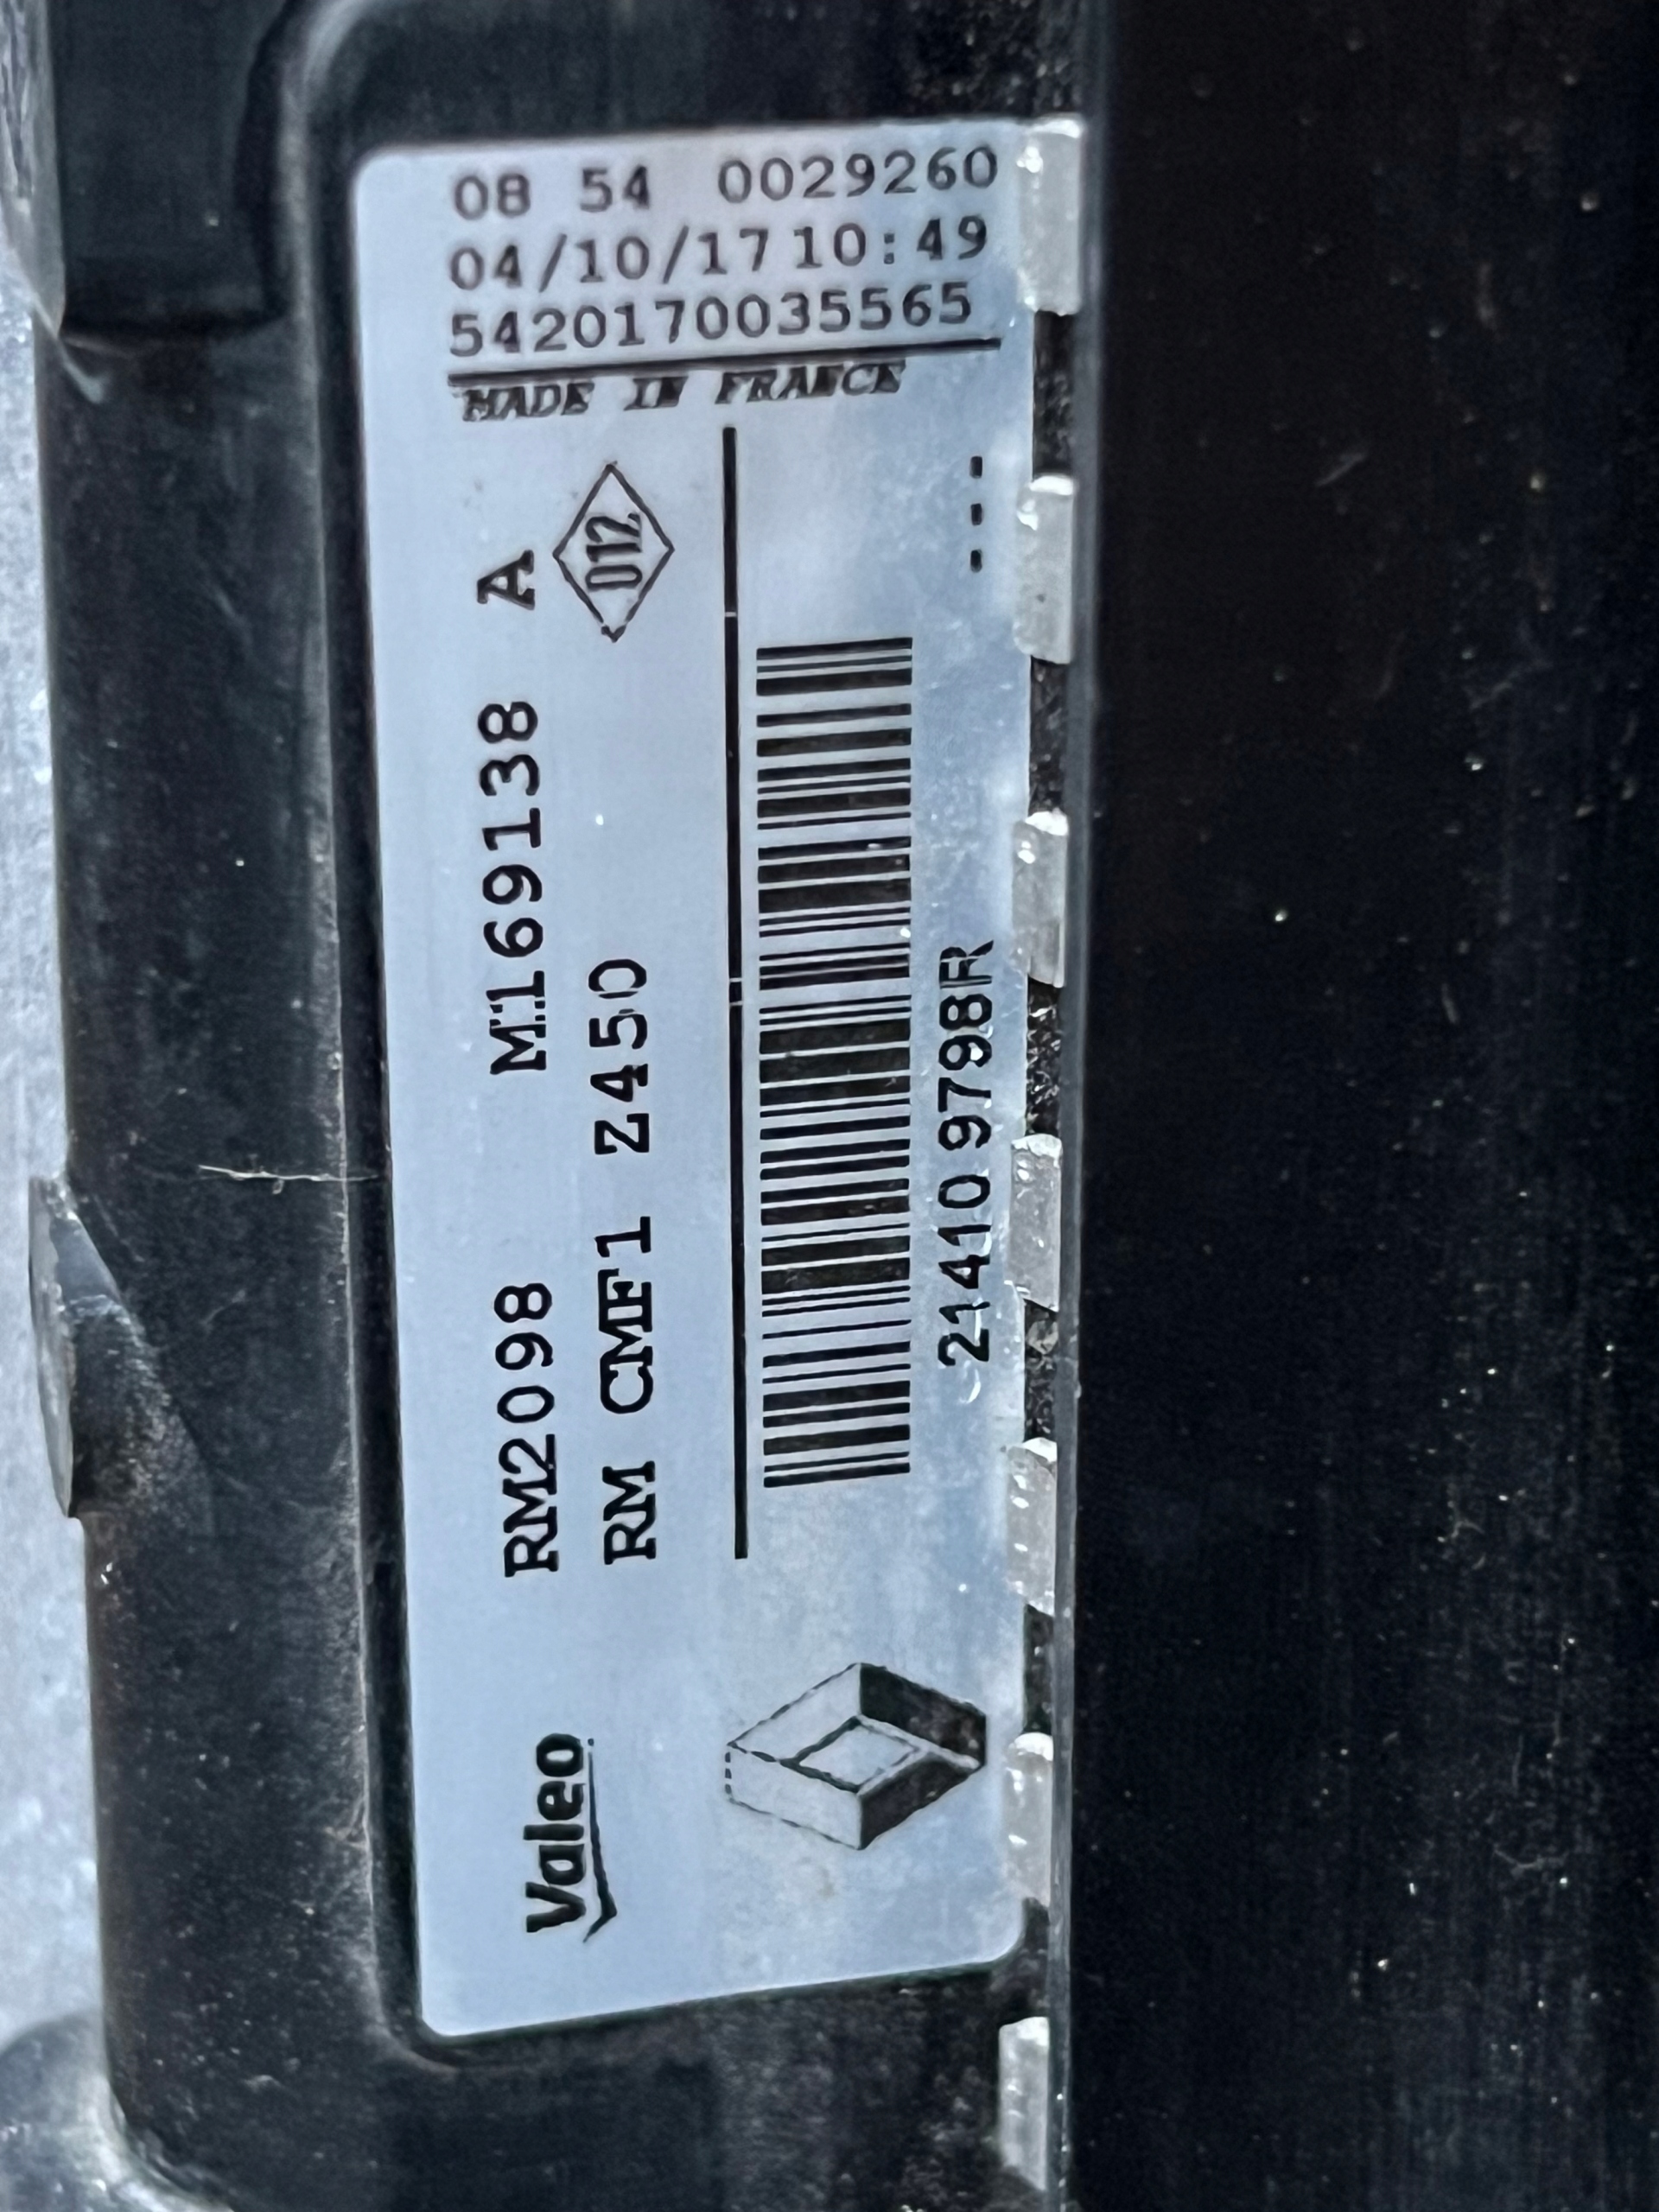 08 54 0029260
04/10/17 10:49
5420170035565
MADE IN FRANCE
Valeo
RM2098 M169138 A
RM CMF1 Z450
D12
21410 9798R
---